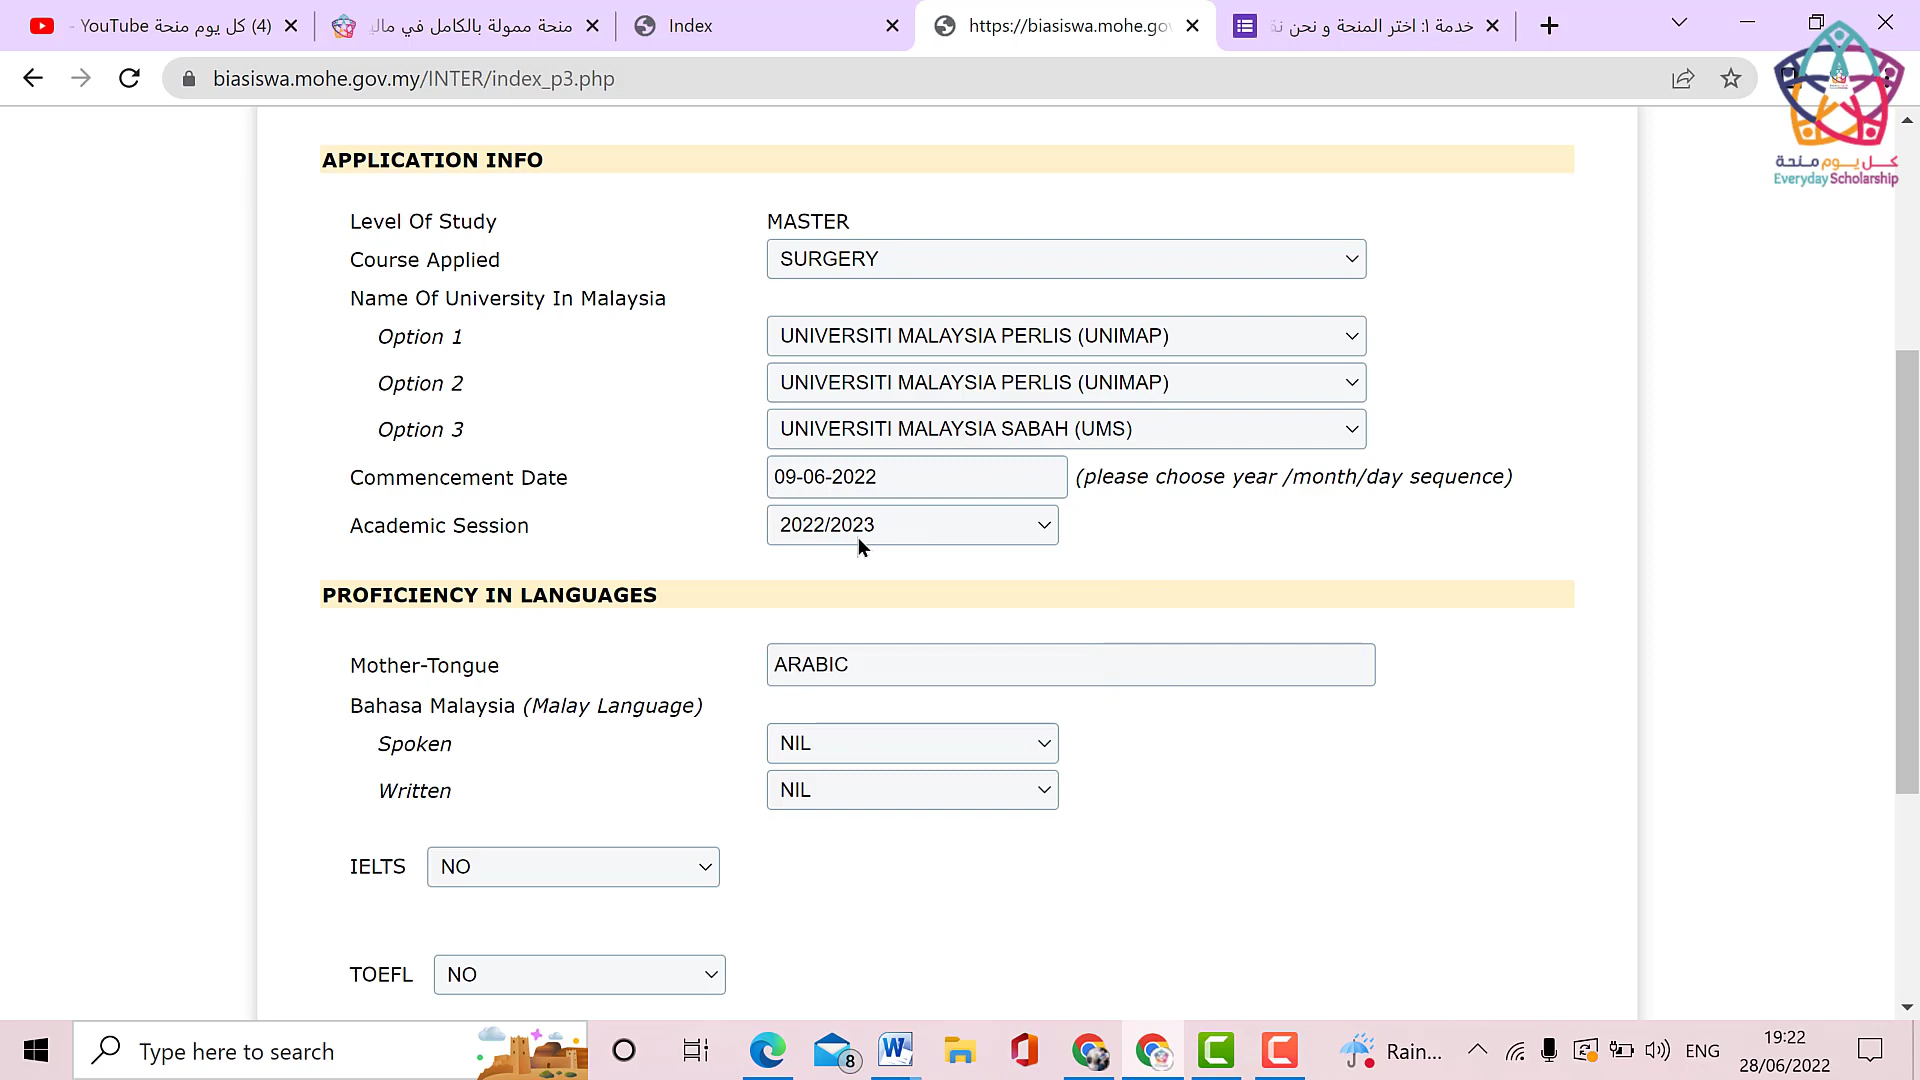 (4) كل يوم منحة YouTube
منحة ممولة بالكامل في مالي
Index
https://biasiswa.mohe.gov
خدمة ١: اختر المنحة و نحن نق
biasiswa.mohe.gov.my/INTER/index_p3.php
كل يوم منحة
Everyday Scholarship
APPLICATION INFO
Level Of Study MASTER
Course Applied SURGERY
Name Of University In Malaysia
Option 1 UNIVERSITI MALAYSIA PERLIS (UNIMAP)
Option 2 UNIVERSITI MALAYSIA PERLIS (UNIMAP)
Option 3 UNIVERSITI MALAYSIA SABAH (UMS)
Commencement Date 09-06-2022 (please choose year /month/day sequence)
Academic Session 2022/2023
PROFICIENCY IN LANGUAGES
Mother-Tongue ARABIC
Bahasa Malaysia (Malay Language)
Spoken NIL
Written NIL
IELTS NO
TOEFL NO
Type here to search
8
Rain...
ENG
19:22
28/06/2022